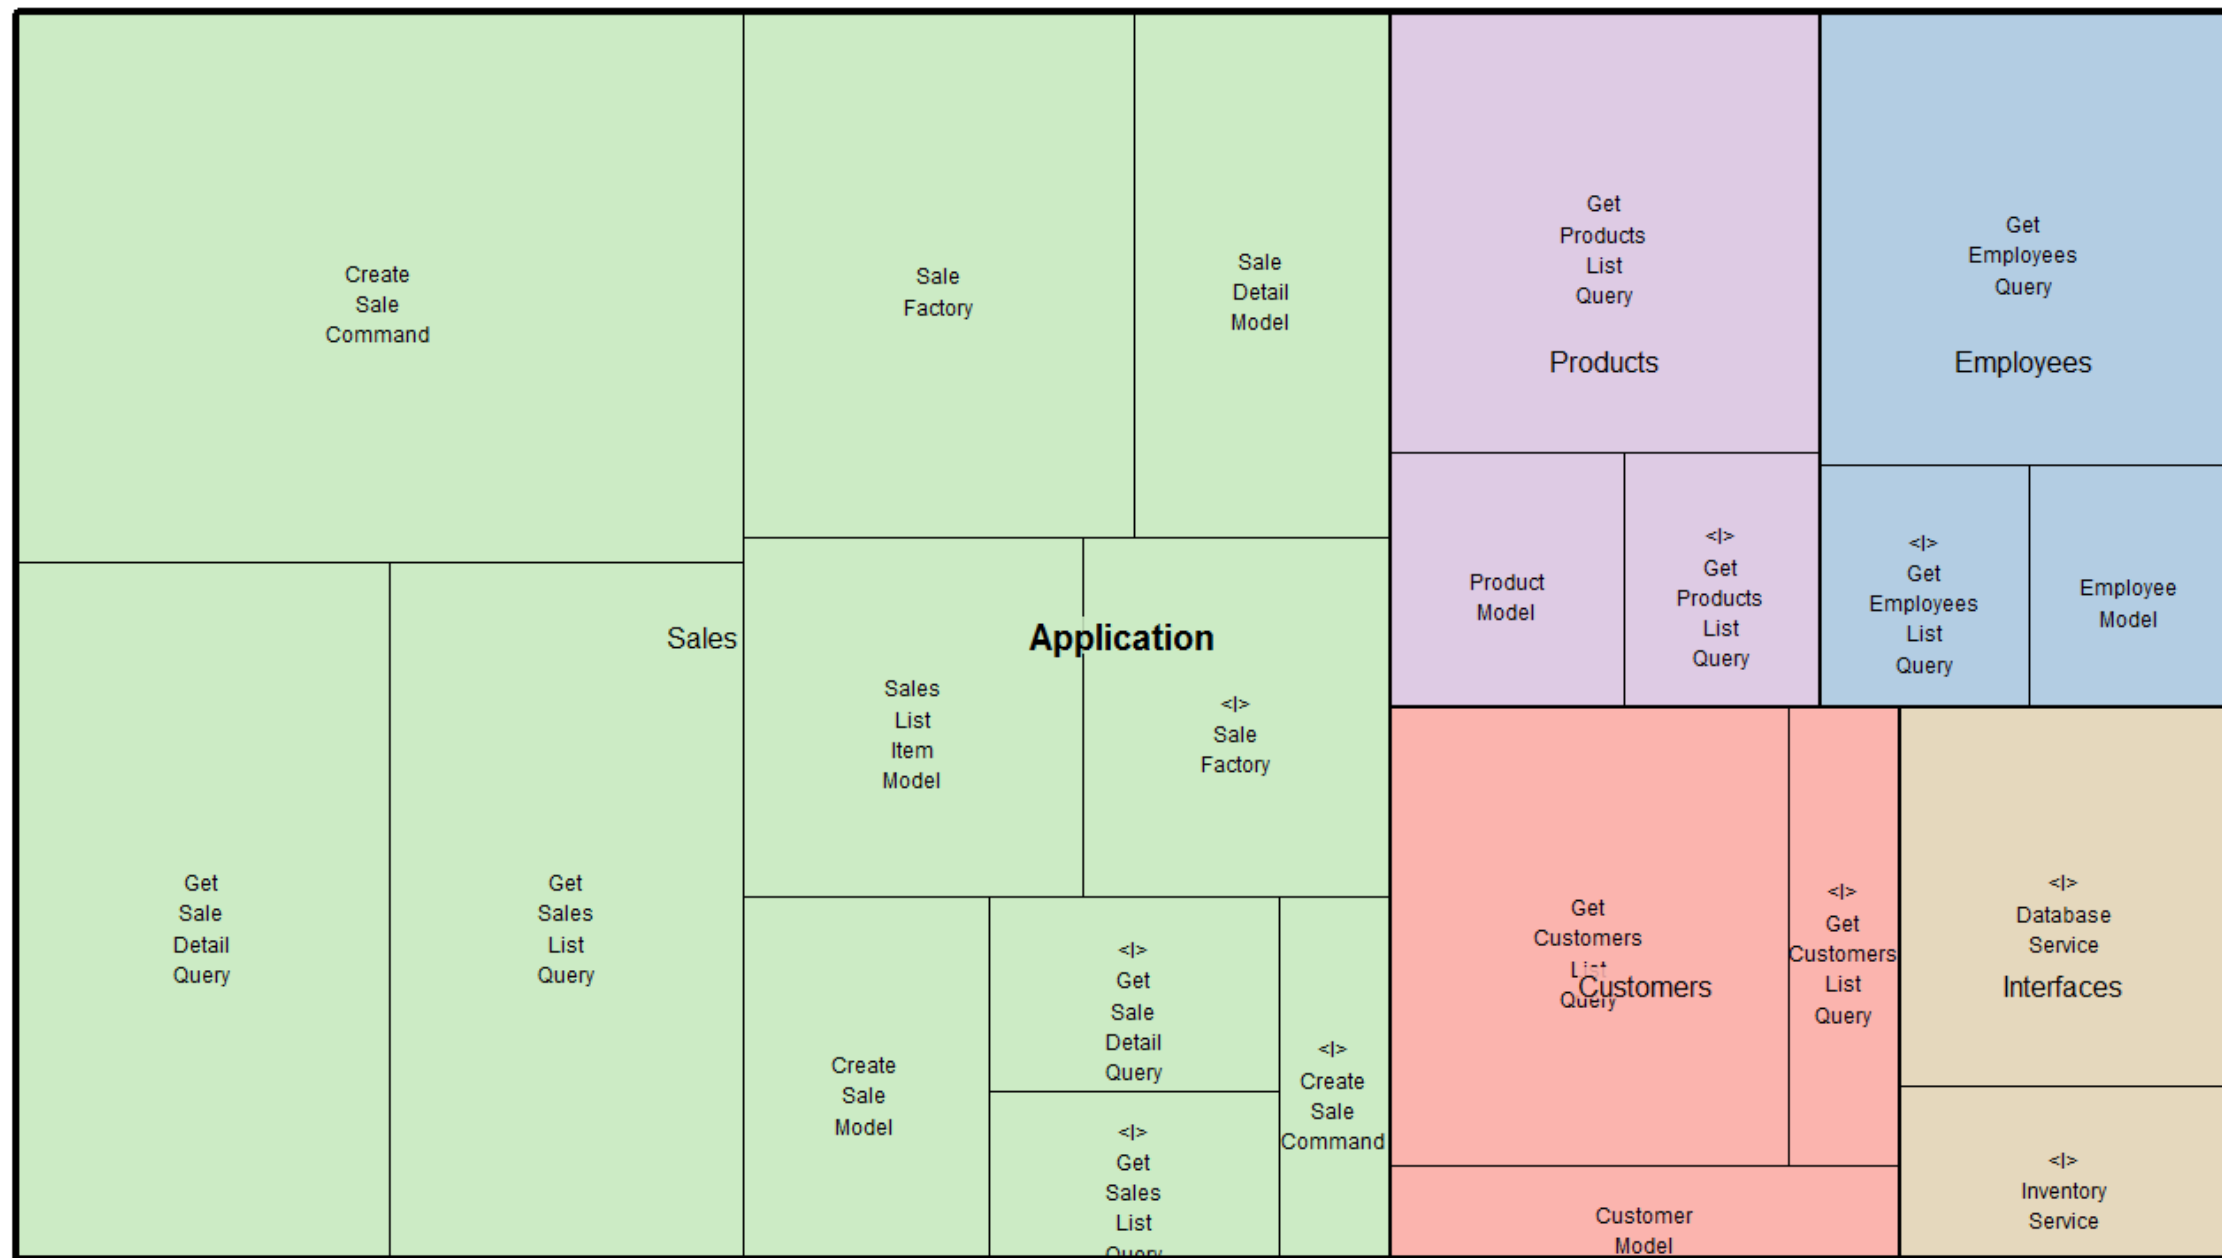 Create
Sale
Command
Sale
Factory
Sale
Detail
Model
Get
Products
List
Query
Products
Get
Employees
Query
Employees
Product
Model
<I>
Get
Products
List
Query
<I>
Get
Employees
List
Query
Employee
Model
Sales
Application
Sales
List
Item
Model
<I>
Sale
Factory
Get
Sale
Detail
Query
Get
Sales
List
Query
Create
Sale
Model
<I>
Get
Sale
Detail
Query
<I>
Get
Sales
List
Query
<I>
Create
Sale
Command
Get
Customers
List
Query
Customers
<I>
Get
Customers
List
Query
Customer
Model
<I>
Database
Service
Interfaces
<I>
Inventory
Service